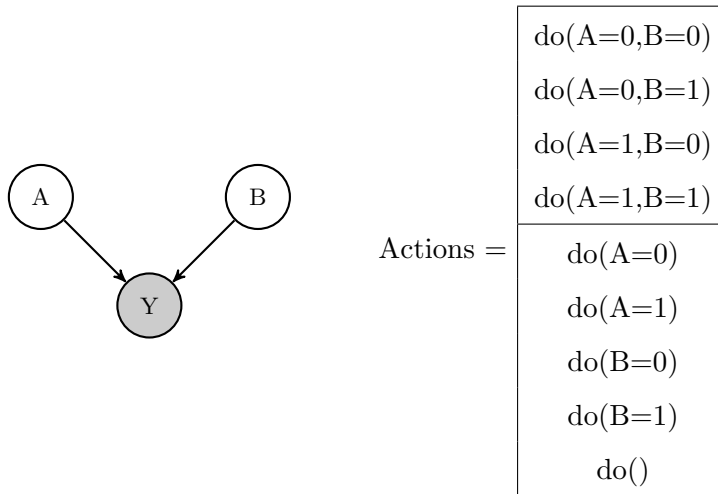 A
B
Y
Actions =
do(A=0,B=0)
do(A=0,B=1)
do(A=1,B=0)
do(A=1,B=1)
do(A=0)
do(A=1)
do(B=0)
do(B=1)
do()